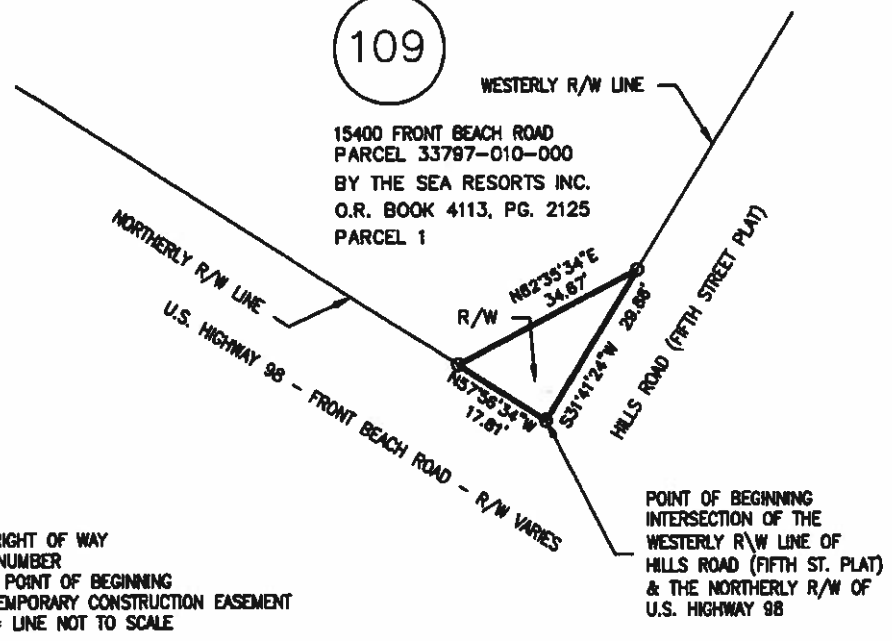 109
WESTERLY R/W LINE
15400 FRONT BEACH ROAD
PARCEL 33797-010-000
BY THE SEA RESORTS INC.
O.R. BOOK 4113, PG. 2125
PARCEL 1
NORTHERLY R/W LINE
U.S. HIGHWAY 98 - FRONT BEACH ROAD - R/W VARIES
N62°35'34"E
34.67'
R/W
S31°41'24"W 29.88'
N57°56'34"W
17.81'
HILLS ROAD (FIFTH STREET PLAT)
POINT OF BEGINNING
INTERSECTION OF THE
WESTERLY R\W LINE OF
HILLS ROAD (FIFTH ST. PLAT)
& THE NORTHERLY R/W OF
U.S. HIGHWAY 98
RIGHT OF WAY
NUMBER
POINT OF BEGINNING
TEMPORARY CONSTRUCTION EASEMENT
= LINE NOT TO SCALE